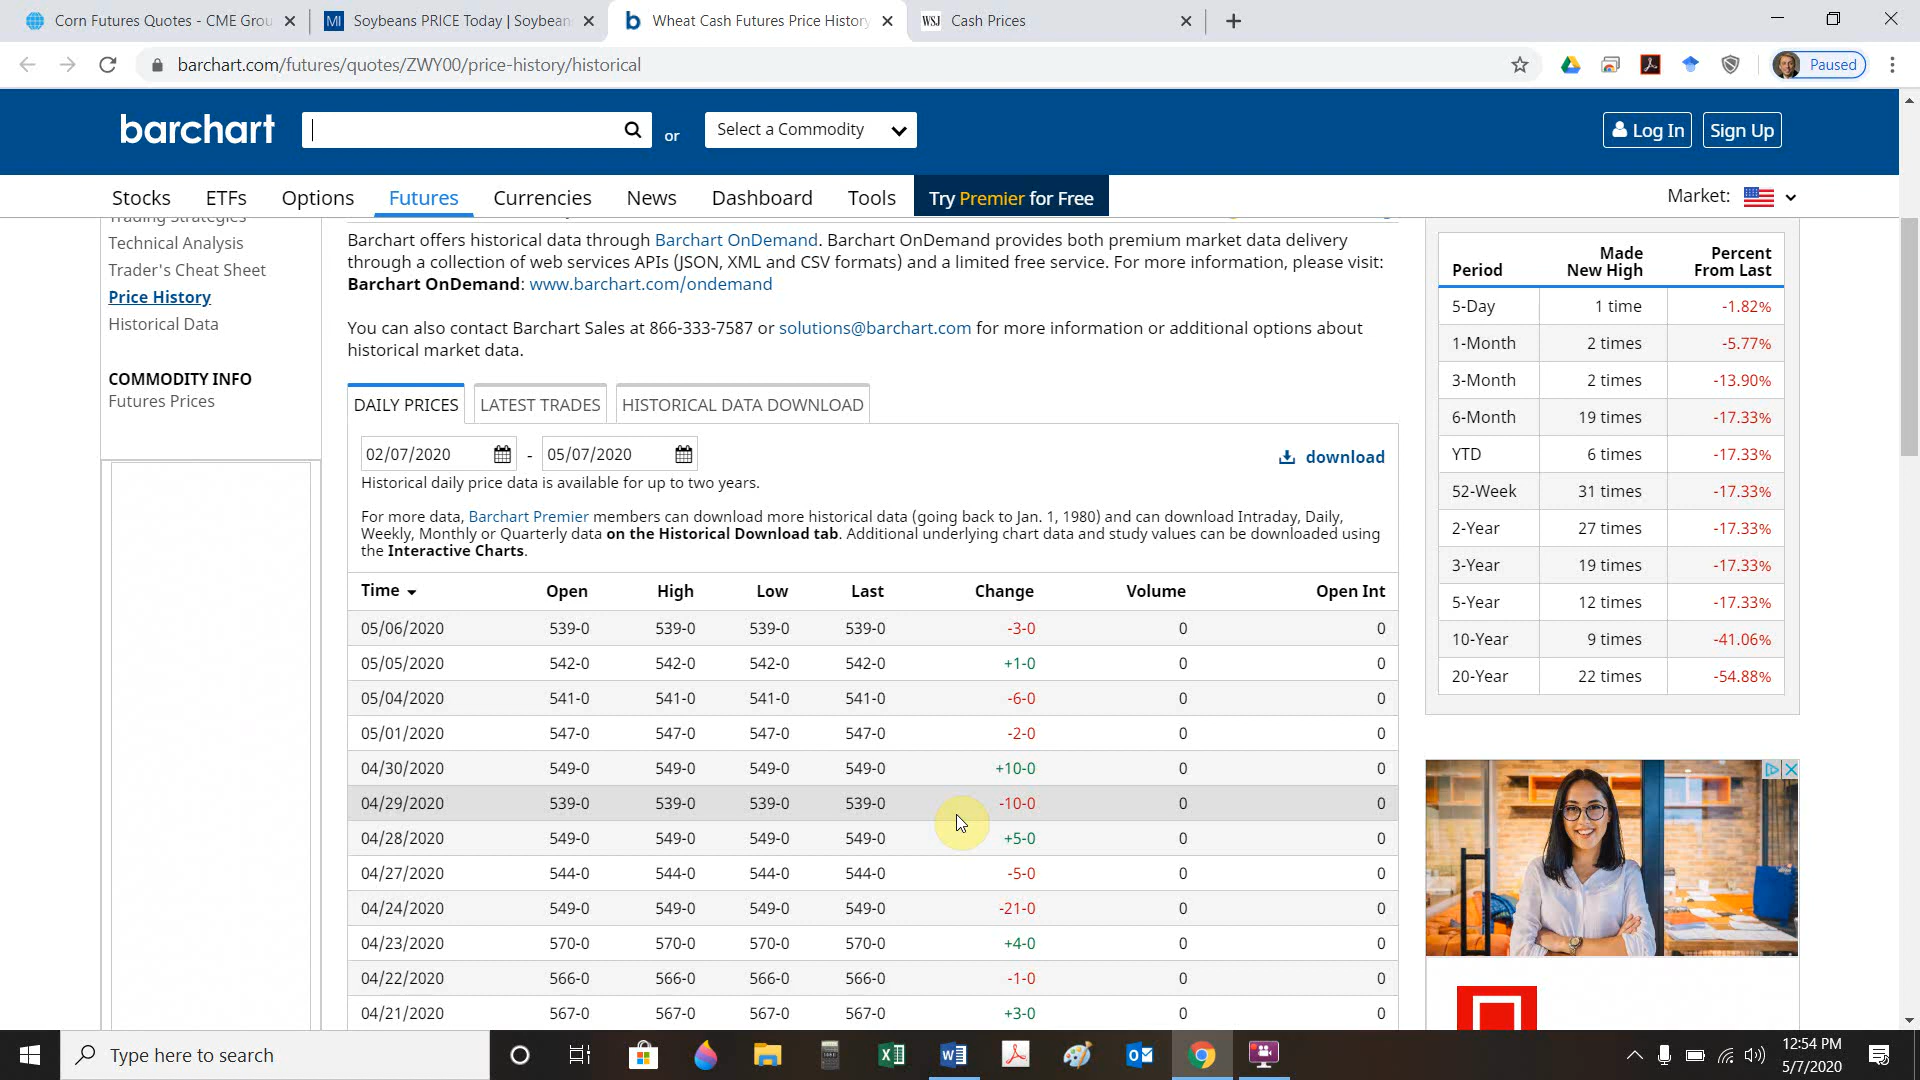 Corn Futures Quotes - CME Grou
MI Soybeans PRICE Today | Soybean
b Wheat Cash Futures Price History
WSJ Cash Prices
barchart.com/futures/quotes/ZWY00/price-history/historical
Paused
barchart
or
Select a Commodity
Log In
Sign Up
Stocks ETFs Options Futures Currencies News Dashboard Tools Try Premier for Free
Market:
Trading Strategies
Technical Analysis
Trader's Cheat Sheet
Price History
Historical Data
COMMODITY INFO
Futures Prices
Barchart offers historical data through Barchart OnDemand. Barchart OnDemand provides both premium market data delivery
through a collection of web services APIs (JSON, XML and CSV formats) and a limited free service. For more information, please visit:
Barchart OnDemand: www.barchart.com/ondemand
You can also contact Barchart Sales at 866-333-7587 or solutions@barchart.com for more information or additional options about
historical market data.
DAILY PRICES LATEST TRADES HISTORICAL DATA DOWNLOAD
02/07/2020 - 05/07/2020
download
Historical daily price data is available for up to two years.
For more data, Barchart Premier members can download more historical data (going back to Jan. 1, 1980) and can download Intraday, Daily,
Weekly, Monthly or Quarterly data on the Historical Download tab. Additional underlying chart data and study values can be downloaded using
the Interactive Charts.
Time Open High Low Last Change Volume Open Int
05/06/2020 539-0 539-0 539-0 539-0 -3-0 0 0
05/05/2020 542-0 542-0 542-0 542-0 +1-0 0 0
05/04/2020 541-0 541-0 541-0 541-0 -6-0 0 0
05/01/2020 547-0 547-0 547-0 547-0 -2-0 0 0
04/30/2020 549-0 549-0 549-0 549-0 +10-0 0 0
04/29/2020 539-0 539-0 539-0 539-0 -10-0 0 0
04/28/2020 549-0 549-0 549-0 549-0 +5-0 0 0
04/27/2020 544-0 544-0 544-0 544-0 -5-0 0 0
04/24/2020 549-0 549-0 549-0 549-0 -21-0 0 0
04/23/2020 570-0 570-0 570-0 570-0 +4-0 0 0
04/22/2020 566-0 566-0 566-0 566-0 -1-0 0 0
04/21/2020 567-0 567-0 567-0 567-0 +3-0 0 0
Period Made New High Percent From Last
5-Day 1 time -1.82%
1-Month 2 times -5.77%
3-Month 2 times -13.90%
6-Month 19 times -17.33%
YTD 6 times -17.33%
52-Week 31 times -17.33%
2-Year 27 times -17.33%
3-Year 19 times -17.33%
5-Year 12 times -17.33%
10-Year 9 times -41.06%
20-Year 22 times -54.88%
Type here to search
12:54 PM
5/7/2020